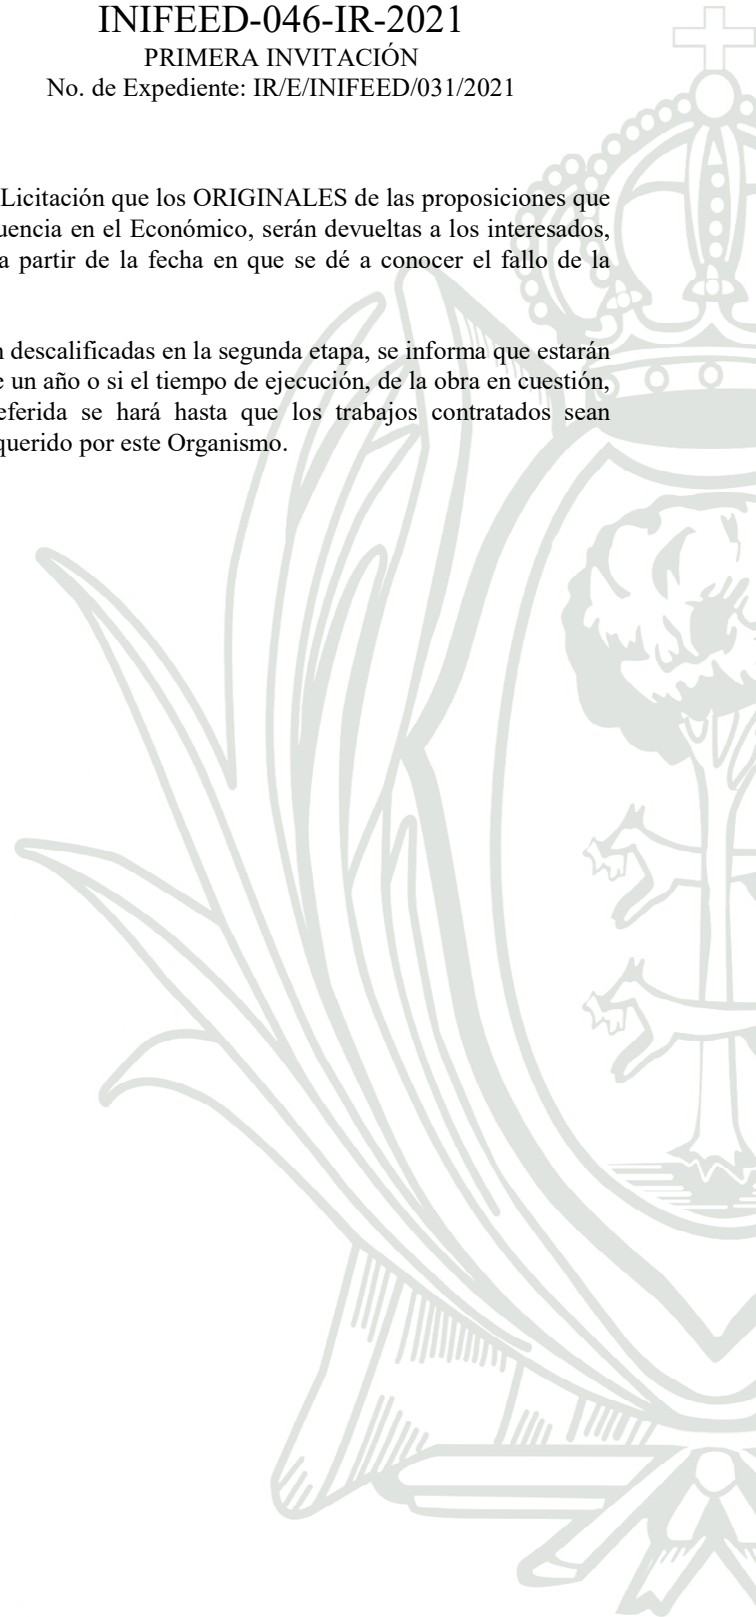 INIFEED-046-IR-2021
PRIMERA INVITACIÓN
No. de Expediente: IR/E/INIFEED/031/2021
Licitación que los ORIGINALES de las proposiciones que
uencia en el Económico, serán devueltas a los interesados,
a partir de la fecha en que se dé a conocer el fallo de la
descalificadas en la segunda etapa, se informa que estarán
un año o si el tiempo de ejecución, de la obra en cuestión,
eferida se hará hasta que los trabajos contratados sean
querido por este Organismo.